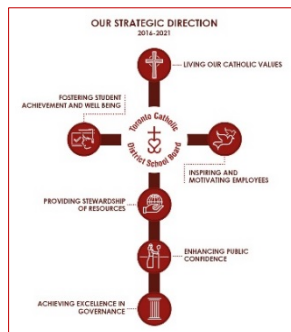 OUR STRATEGIC DIRECTION
2016-2021
LIVING OUR CATHOLIC VALUES
FOSTERING STUDENT
ACHIEVEMENT AND WELL BEING
Toronto Catholic
District School Board
INSPIRING AND
MOTIVATING EMPLOYEES
PROVIDING STEWARDSHIP
OF RESOURCES
ENHANCING PUBLIC
CONFIDENCE
ACHIEVING EXCELLENCE IN
GOVERNANCE